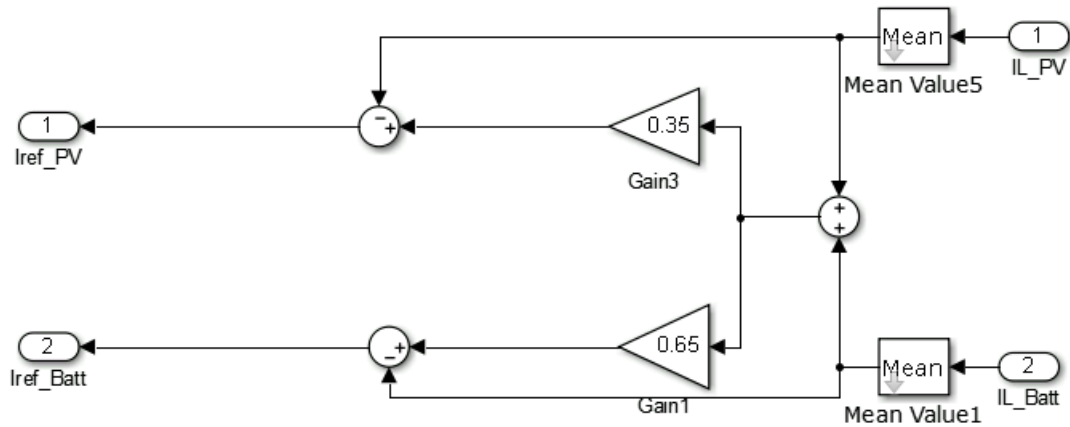 Mean
1
IL_PV
Mean Value5
1
Iref_PV
−
+
0.35
Gain3
+
+
2
Iref_Batt
+
−
0.65
Gain1
Mean
2
IL_Batt
Mean Value1